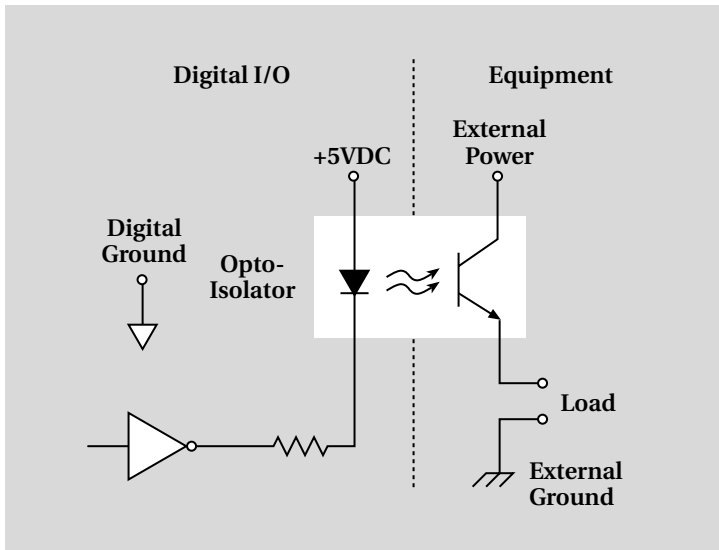 Digital I/O
Equipment
+5VDC
External
Power
Digital
Ground
Opto-
Isolator
Load
External
Ground